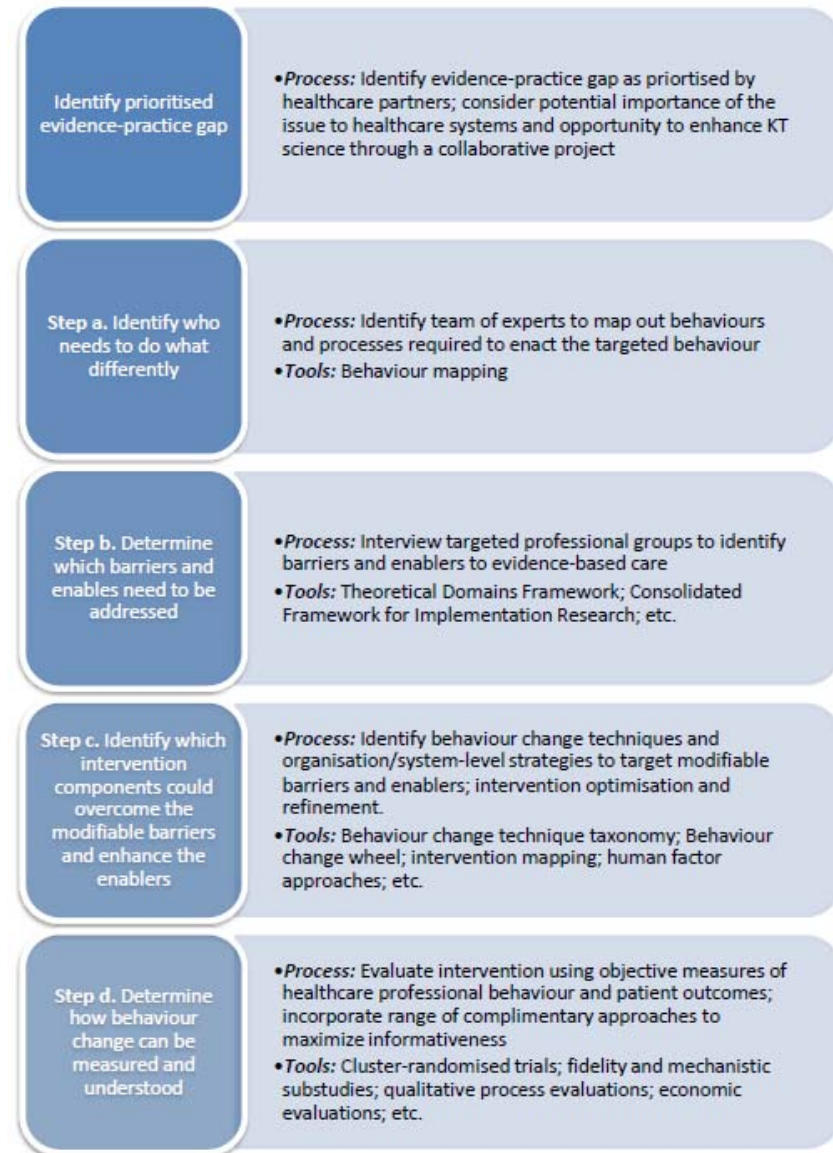 Identify prioritised
evidence-practice gap
•Process: Identify evidence-practice gap as priortised by
healthcare partners; consider potential importance of the
issue to healthcare systems and opportunity to enhance KT
science through a collaborative project
Step a. Identify who
needs to do what
differently
•Process: Identify team of experts to map out behaviours
and processes required to enact the targeted behaviour
•Tools: Behaviour mapping
Step b. Determine
which barriers and
enables need to be
addressed
•Process: Interview targeted professional groups to identify
barriers and enablers to evidence-based care
•Tools: Theoretical Domains Framework; Consolidated
Framework for Implementation Research; etc.
Step c. Identify which
intervention
components could
overcome the
modifiable barriers
and enhance the
enablers
•Process: Identify behaviour change techniques and
organisation/system-level strategies to target modifiable
barriers and enablers; intervention optimisation and
refinement.
•Tools: Behaviour change technique taxonomy; Behaviour
change wheel; intervention mapping; human factor
approaches; etc.
Step d. Determine
how behaviour
change can be
measured and
understood
•Process: Evaluate intervention using objective measures of
healthcare professional behaviour and patient outcomes;
incorporate range of complimentary approaches to
maximize informativeness
•Tools: Cluster-randomised trials; fidelity and mechanistic
substudies; qualitative process evaluations; economic
evaluations; etc.